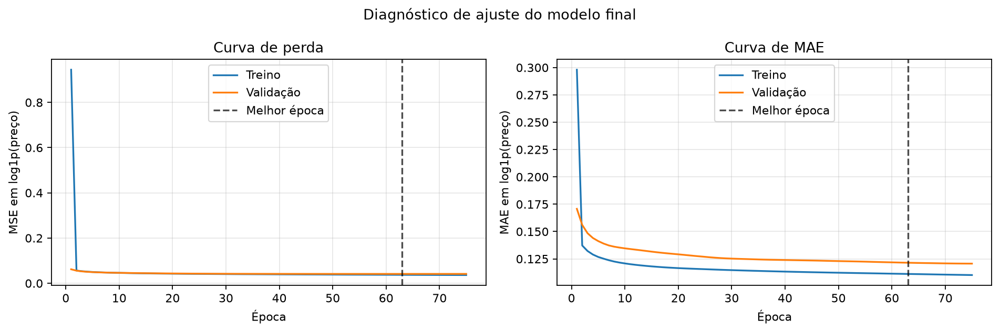 Diagnóstico de ajuste do modelo final
Curva de perda
MSE em log1p(preço)
0.8
0.6
0.4
0.2
0.0
Treino
Validação
Melhor época
0 10 20 30 40 50 60 70
Época
Curva de MAE
MAE em log1p(preço)
0.300
0.275
0.250
0.225
0.200
0.175
0.150
0.125
Treino
Validação
Melhor época
0 10 20 30 40 50 60 70
Época